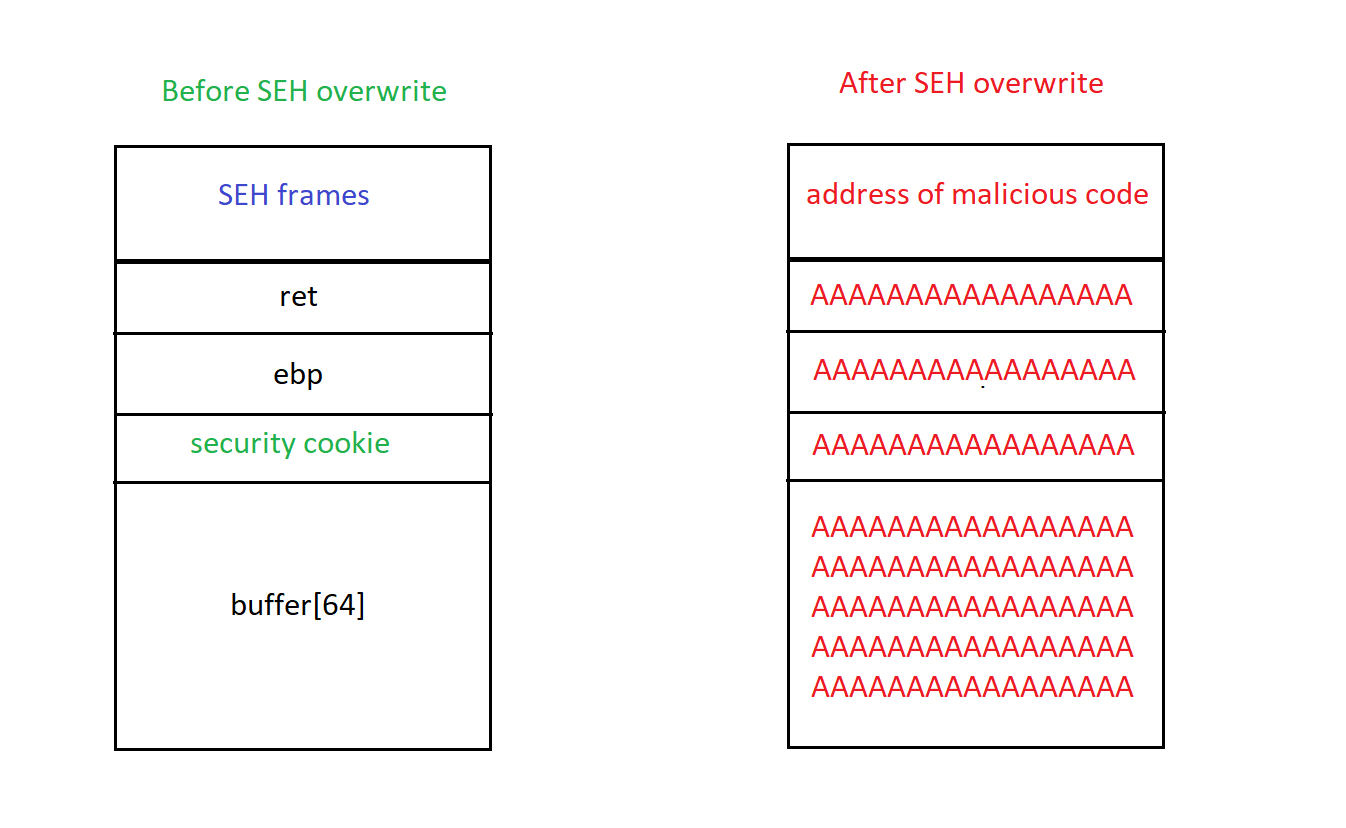 Before SEH overwrite
SEH frames
ret
ebp
security cookie
buffer[64]
After SEH overwrite
address of malicious code
AAAAAAAAAAAAAAAAA
AAAAAAAAAAAAAAAAA
AAAAAAAAAAAAAAAAA
AAAAAAAAAAAAAAAAA
AAAAAAAAAAAAAAAAA
AAAAAAAAAAAAAAAAA
AAAAAAAAAAAAAAAAA
AAAAAAAAAAAAAAAAA